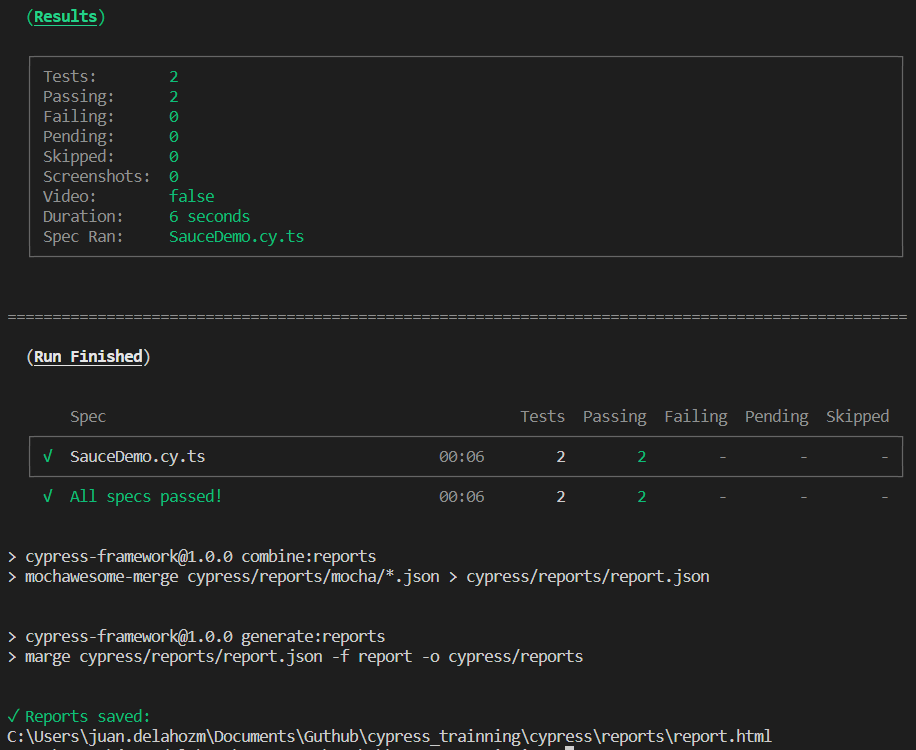 (Results)
Tests: 2
Passing: 2
Failing: 0
Pending: 0
Skipped: 0
Screenshots: 0
Video: false
Duration: 6 seconds
Spec Ran: SauceDemo.cy.ts
====================================================================================================
(Run Finished)
Spec Tests Passing Failing Pending Skipped
√ SauceDemo.cy.ts 00:06 2 2 - - -
√ All specs passed! 00:06 2 2 - - -
> cypress-framework@1.0.0 combine:reports
> mochawesome-merge cypress/reports/mocha/*.json > cypress/reports/report.json
> cypress-framework@1.0.0 generate:reports
> marge cypress/reports/report.json -f report -o cypress/reports
✓ Reports saved:
C:\Users\juan.delahozm\Documents\Guthub\cypress_trainning\cypress\reports\report.html